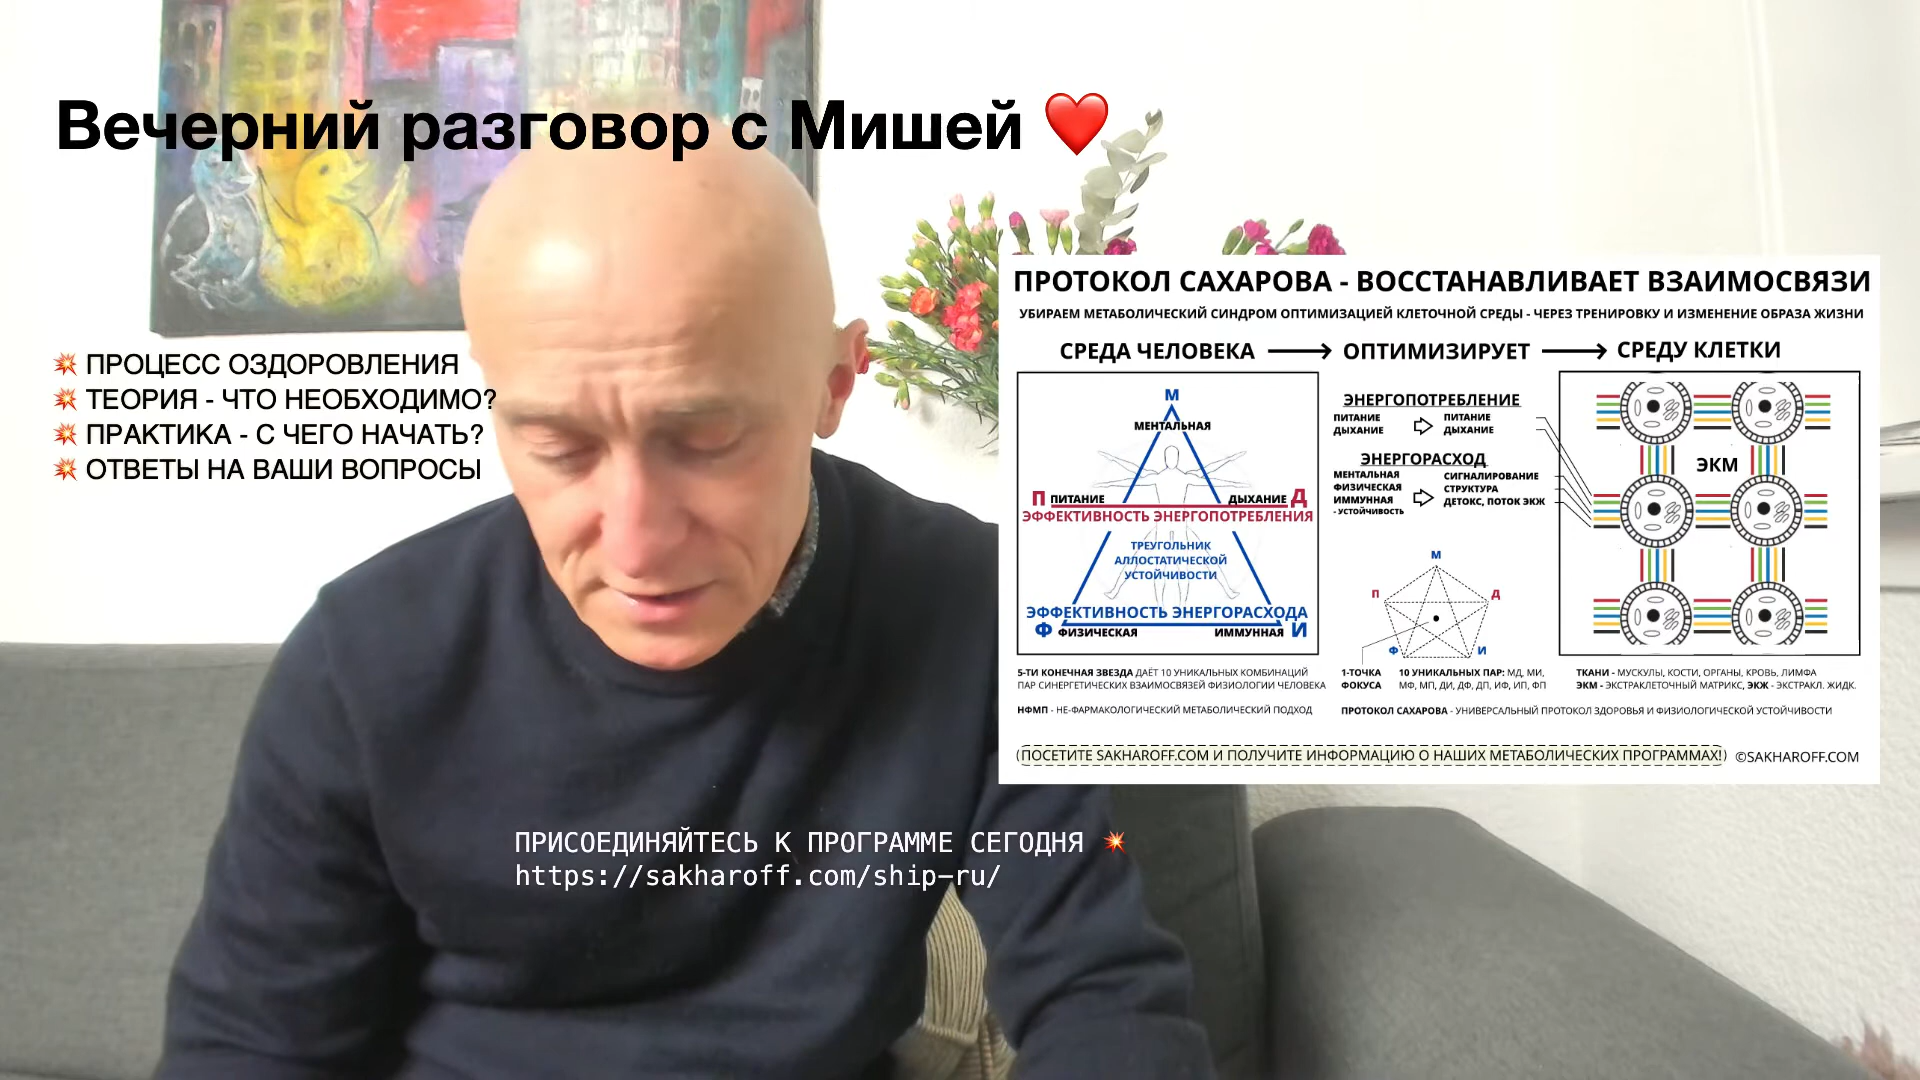 Вечерний разговор с Мишей ❤️
💥 ПРОЦЕСС ОЗДОРОВЛЕНИЯ
💥 ТЕОРИЯ - ЧТО НЕОБХОДИМО?
💥 ПРАКТИКА - С ЧЕГО НАЧАТЬ?
💥 ОТВЕТЫ НА ВАШИ ВОПРОСЫ
ПРОТОКОЛ САХАРОВА - ВОССТАНАВЛИВАЕТ ВЗАИМОСВЯЗИ
УБИРАЕМ МЕТАБОЛИЧЕСКИЙ СИНДРОМ ОПТИМИЗАЦИЕЙ КЛЕТОЧНОЙ СРЕДЫ - ЧЕРЕЗ ТРЕНИРОВКУ И ИЗМЕНЕНИЕ ОБРАЗА ЖИЗНИ
СРЕДА ЧЕЛОВЕКА → ОПТИМИЗИРУЕТ → СРЕДУ КЛЕТКИ
М
МЕНТАЛЬНАЯ
П ПИТАНИЕ ДЫХАНИЕ Д
ЭФФЕКТИВНОСТЬ ЭНЕРГОПОТРЕБЛЕНИЯ
ТРЕУГОЛЬНИК
АЛЛОСТАТИЧЕСКОЙ
УСТОЙЧИВОСТИ
ЭФФЕКТИВНОСТЬ ЭНЕРГОРАСХОДА
Ф ФИЗИЧЕСКАЯ ИММУННАЯ И
ЭНЕРГОПОТРЕБЛЕНИЕ
ПИТАНИЕ ПИТАНИЕ
ДЫХАНИЕ ДЫХАНИЕ
ЭНЕРГОРАСХОД
МЕНТАЛЬНАЯ СИГНАЛИРОВАНИЕ
ФИЗИЧЕСКАЯ СТРУКТУРА
ИММУННАЯ ДЕТОКС, ПОТОК ЭКЖ
- УСТОЙЧИВОСТЬ
М
П Д
Ф И
ЭКМ
5-ТИ КОНЕЧНАЯ ЗВЕЗДА ДАЁТ 10 УНИКАЛЬНЫХ КОМБИНАЦИЙ
ПАР СИНЕРГЕТИЧЕСКИХ ВЗАИМОСВЯЗЕЙ ФИЗИОЛОГИИ ЧЕЛОВЕКА
НФМП - НЕ-ФАРМАКОЛОГИЧЕСКИЙ МЕТАБОЛИЧЕСКИЙ ПОДХОД
1-ТОЧКА
ФОКУСА
10 УНИКАЛЬНЫХ ПАР: МД, МИ,
МФ, МП, ДИ, ДФ, ДП, ИФ, ИП, ФП
ТКАНИ - МУСКУЛЫ, КОСТИ, ОРГАНЫ, КРОВЬ, ЛИМФА
ЭКМ - ЭКСТРАКЛЕТОЧНЫЙ МАТРИКС, ЭКЖ - ЭКСТРАКЛ. ЖИДК.
ПРОТОКОЛ САХАРОВА - УНИВЕРСАЛЬНЫЙ ПРОТОКОЛ ЗДОРОВЬЯ И ФИЗИОЛОГИЧЕСКОЙ УСТОЙЧИВОСТИ
(ПОСЕТИТЕ SAKHAROFF.COM И ПОЛУЧИТЕ ИНФОРМАЦИЮ О НАШИХ МЕТАБОЛИЧЕСКИХ ПРОГРАММАХ!) ©SAKHAROFF.COM
ПРИСОЕДИНЯЙТЕСЬ К ПРОГРАММЕ СЕГОДНЯ 💥
https://sakharoff.com/ship-ru/